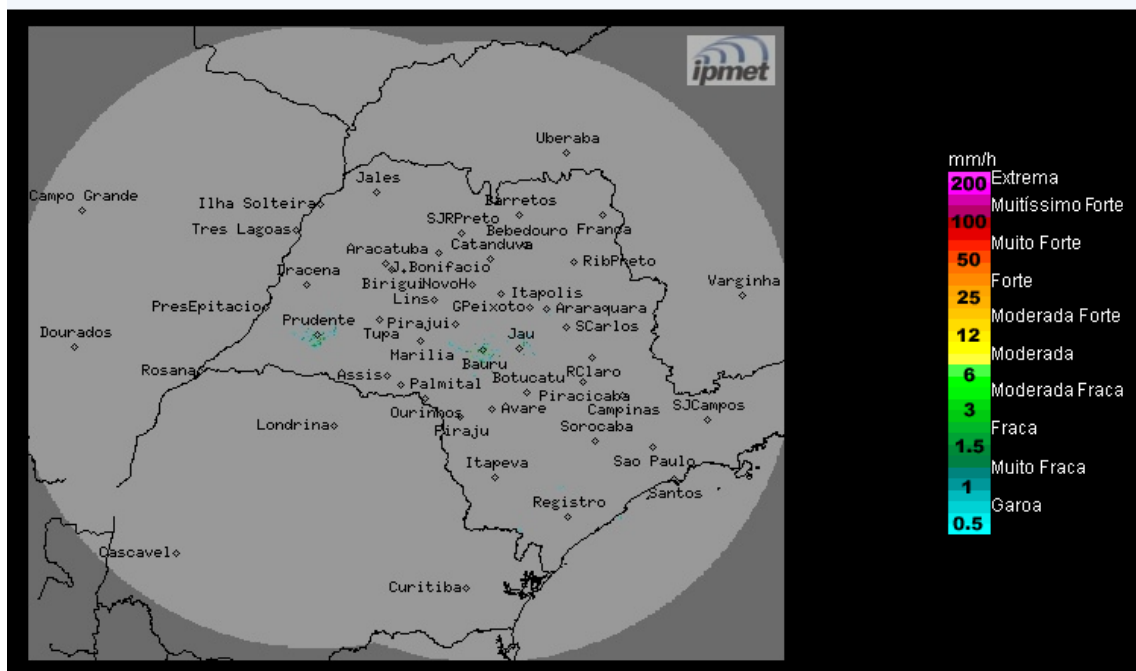 ipmet
Uberaba
Jales
Campo Grande
Ilha Solteira
Barretos
SJRPreto
Tres Lagoas
Bebedouro
Franca
Catanduva
Aracatuba
J.Bonifacio
RibPreto
Dracena
Varginha
Birigui
NovoH
Itapolis
Lins
PresEpitacio
GPeixoto
Araraquara
Prudente
Pirajui
SCarlos
Dourados
Tupa
Jau
Marilia
Bauru
Rosana
Assis
Botucatu
RClaro
Palmital
Piracicaba
Ourinhos
Avare
Campinas
SJCampos
Londrina
Piraju
Sorocaba
Itapeva
Sao Paulo
Santos
Registro
Cascavel
Curitiba
mm/h
200 Extrema
Muitíssimo Forte
100
Muito Forte
50
Forte
25
Moderada Forte
12
Moderada
6
Moderada Fraca
3
Fraca
1.5
Muito Fraca
1
Garoa
0.5